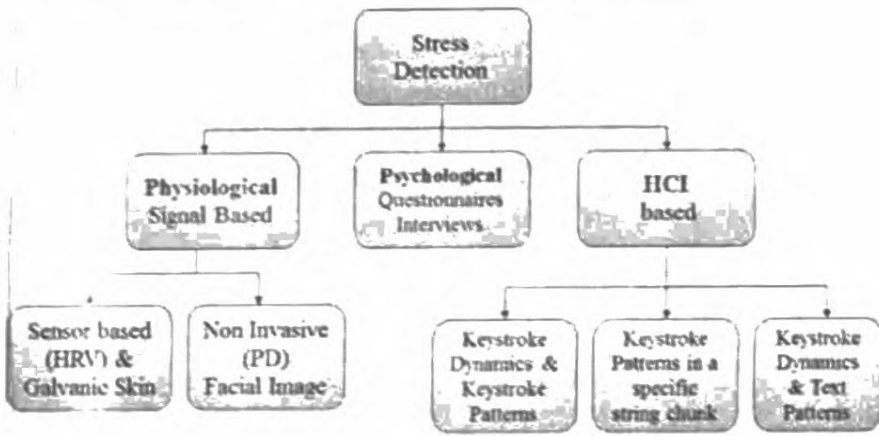 Stress
Detection
Physiological
Signal Based
Psychological
Questionnaires
Interviews
HCI
based
Sensor based
(HRV) &
Galvanic Skin
Non Invasive
(PD)
Facial Image
Keystroke
Dynamics &
Keystroke
Patterns
Keystroke
Patterns in a
specific
string chunk
Keystroke
Dynamics
& Text
Patterns